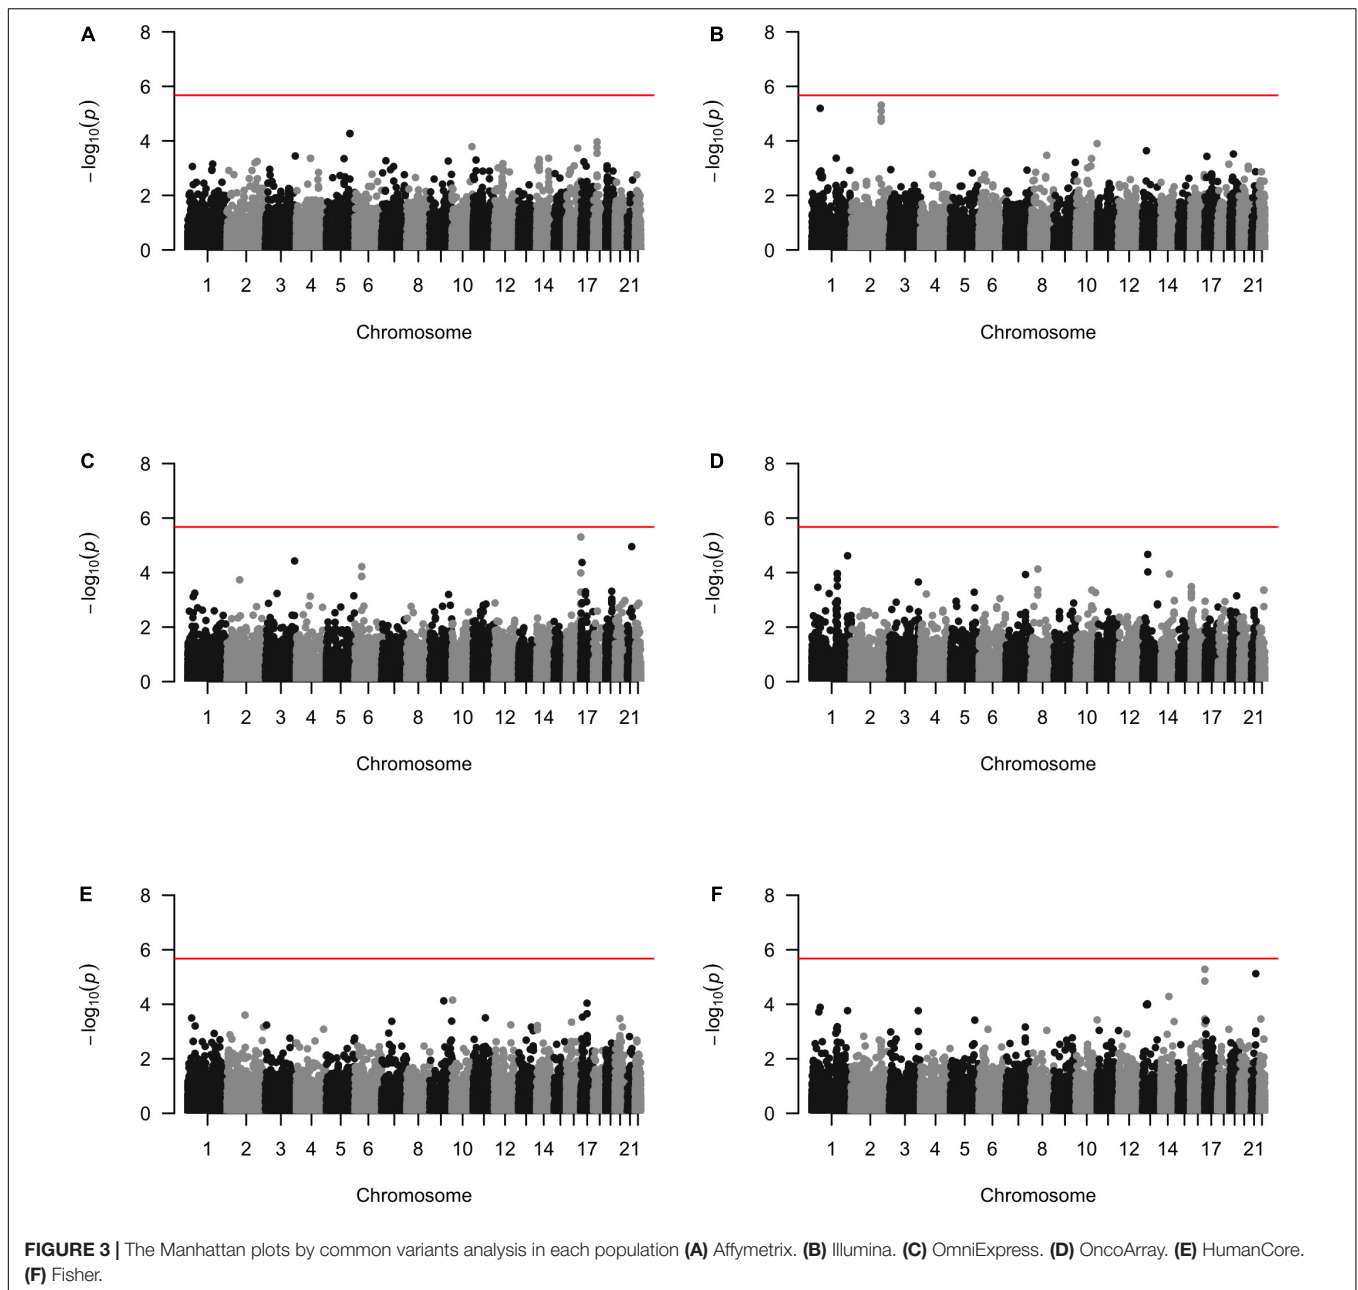 A
8
6
4
2
0
−log10(p)
1 2 3 4 5 6 8 10 12 14 17 21
Chromosome
B
8
6
4
2
0
−log10(p)
1 2 3 4 5 6 8 10 12 14 17 21
Chromosome
C
8
6
4
2
0
−log10(p)
1 2 3 4 5 6 8 10 12 14 17 21
Chromosome
D
8
6
4
2
0
−log10(p)
1 2 3 4 5 6 8 10 12 14 17 21
Chromosome
E
8
6
4
2
0
−log10(p)
1 2 3 4 5 6 8 10 12 14 17 21
Chromosome
F
8
6
4
2
0
−log10(p)
1 2 3 4 5 6 8 10 12 14 17 21
Chromosome
FIGURE 3 | The Manhattan plots by common variants analysis in each population (A) Affymetrix. (B) Illumina. (C) OmniExpress. (D) OncoArray. (E) HumanCore.
(F) Fisher.